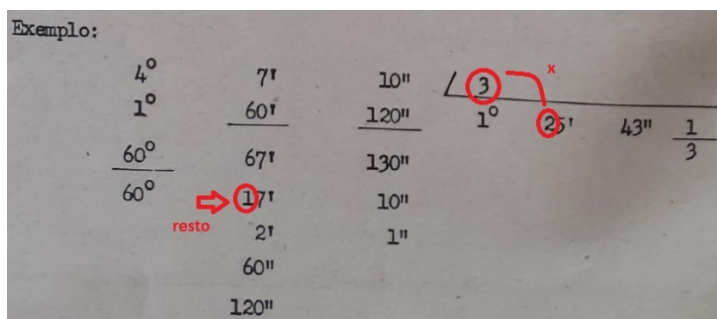 Exemplo:
4° 7' 10" 3 x
1° 60' 120" 1° 25' 43" 1/3
60° 67' 130"
60° 17' 10"
resto
2' 1"
60"
120"